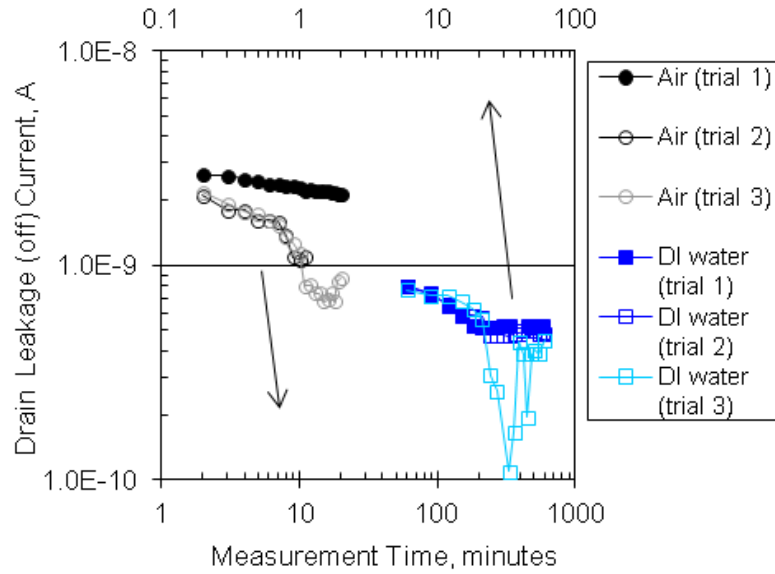 0.1 1 10 100
1.0E-8
1.0E-9
1.0E-10
Drain Leakage (off) Current, A
1 10 100 1000
Measurement Time, minutes
Air (trial 1)
Air (trial 2)
Air (trial 3)
DI water
(trial 1)
DI water
(trial 2)
DI water
(trial 3)